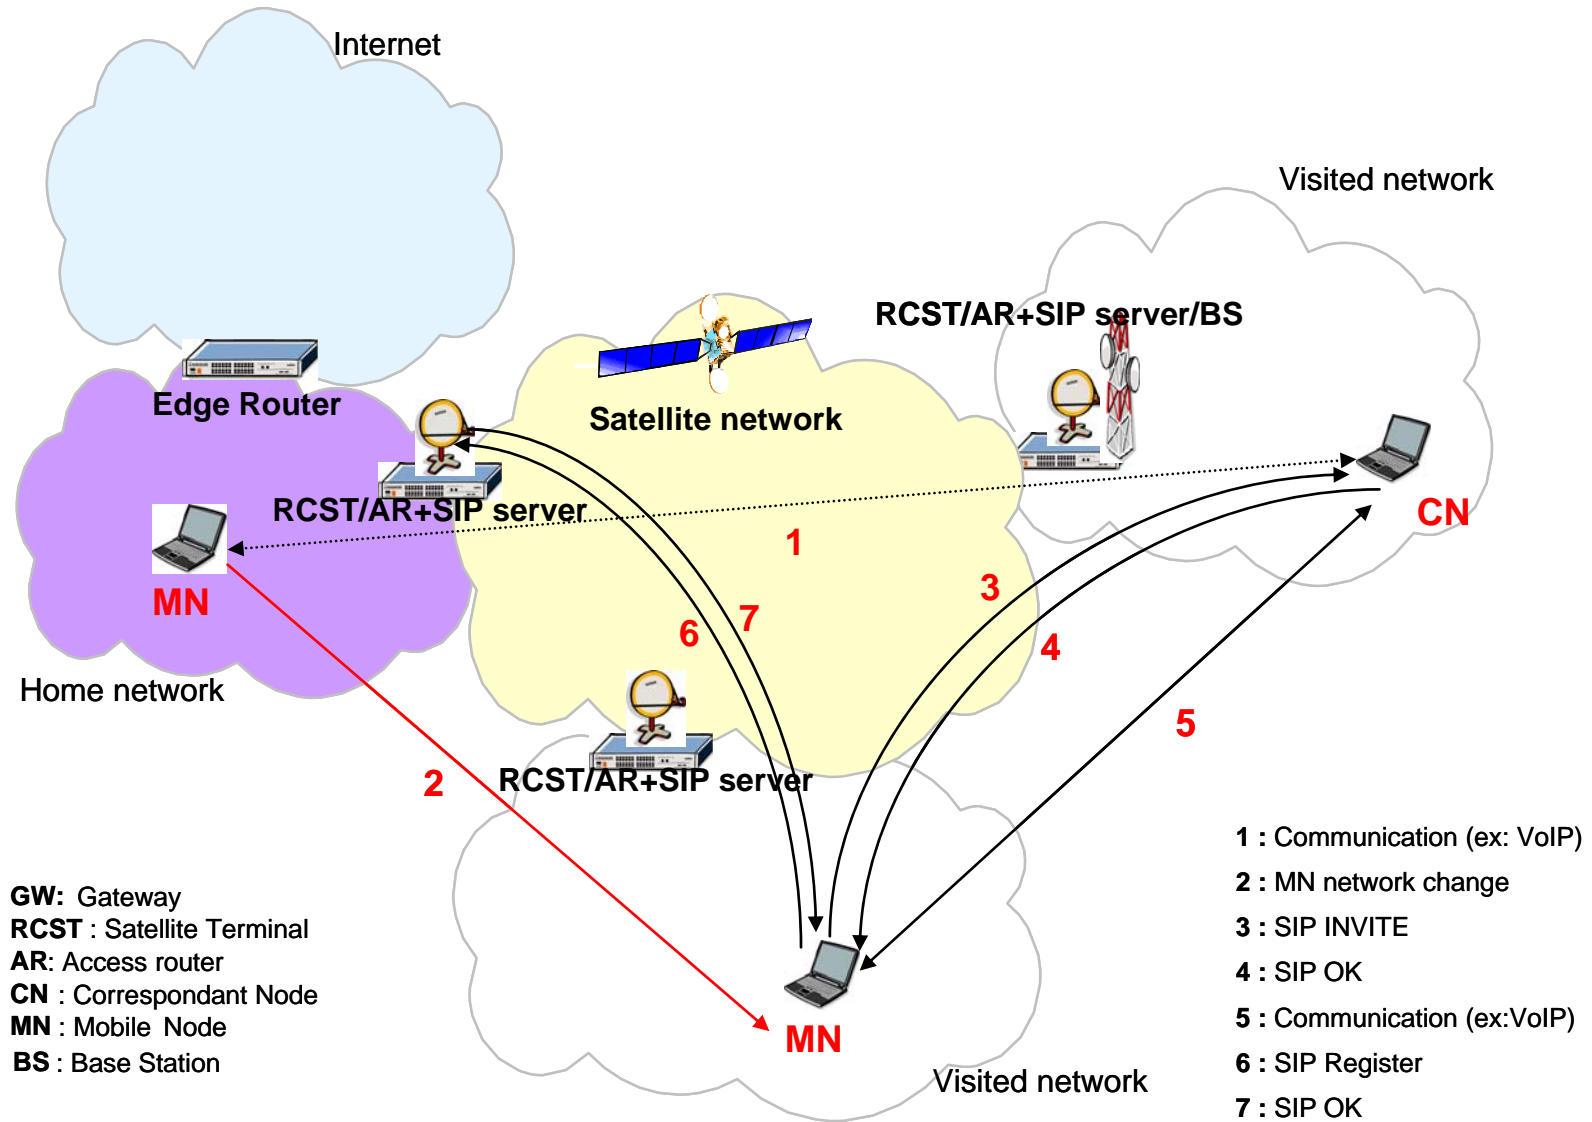 Internet
Visited network
RCST/AR+SIP server/BS
Edge Router
Satellite network
RCST/AR+SIP server
CN
1
MN
3
7
6
4
Home network
5
2
RCST/AR+SIP server
MN
Visited network
GW: Gateway
RCST : Satellite Terminal
AR: Access router
CN : Correspondant Node
MN : Mobile Node
BS : Base Station
1 : Communication (ex: VoIP)
2 : MN network change
3 : SIP INVITE
4 : SIP OK
5 : Communication (ex:VoIP)
6 : SIP Register
7 : SIP OK